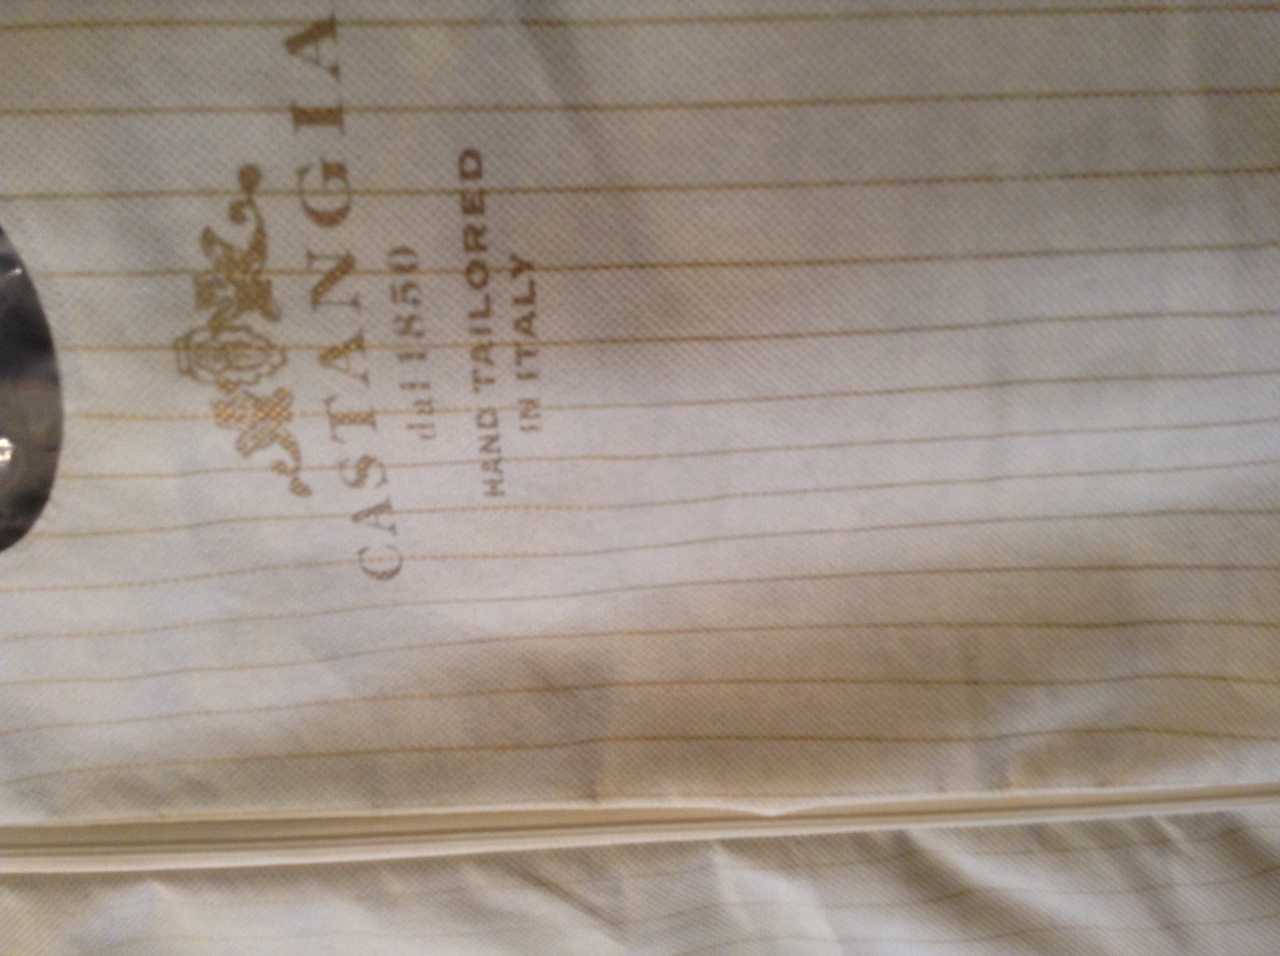 CASTANGIA
dal 1850
HAND TAILORED
IN ITALY